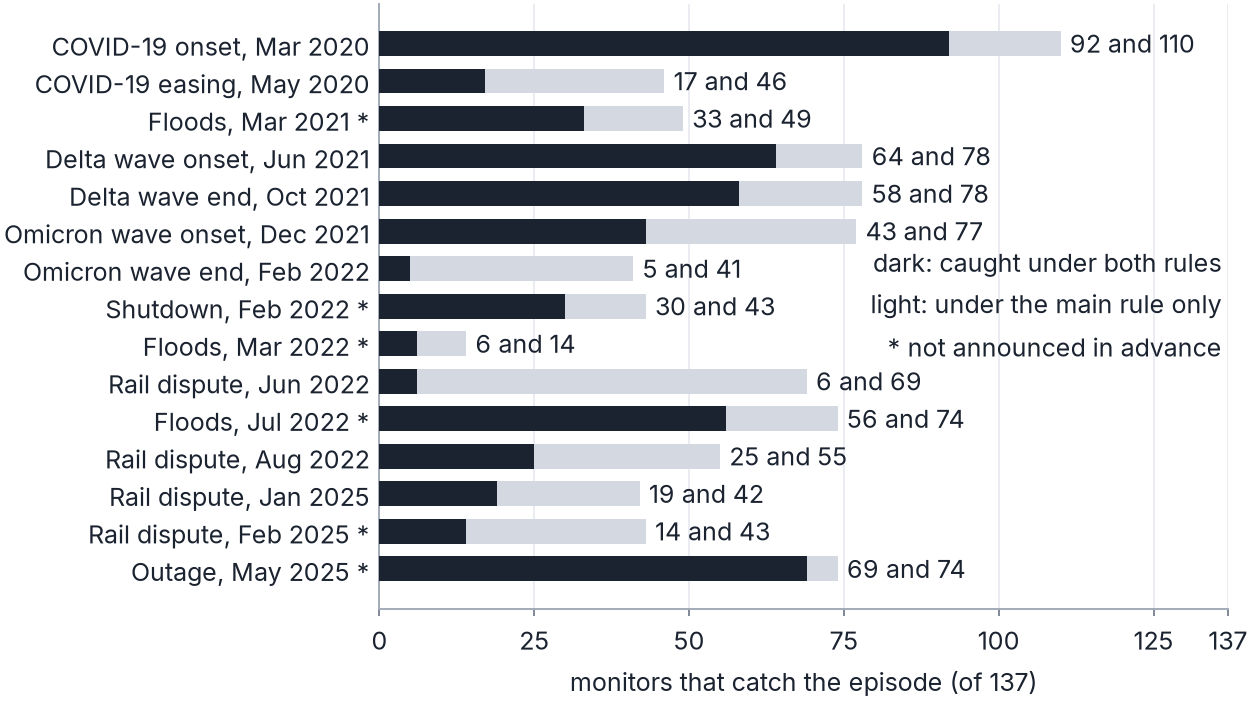 COVID-19 onset, Mar 2020 92 and 110
COVID-19 easing, May 2020 17 and 46
Floods, Mar 2021 * 33 and 49
Delta wave onset, Jun 2021 64 and 78
Delta wave end, Oct 2021 58 and 78
Omicron wave onset, Dec 2021 43 and 77
dark: caught under both rules
Omicron wave end, Feb 2022 5 and 41
light: under the main rule only
Shutdown, Feb 2022 * 30 and 43
* not announced in advance
Floods, Mar 2022 * 6 and 14
Rail dispute, Jun 2022 6 and 69
Floods, Jul 2022 * 56 and 74
Rail dispute, Aug 2022 25 and 55
Rail dispute, Jan 2025 19 and 42
Rail dispute, Feb 2025 * 14 and 43
Outage, May 2025 * 69 and 74
0 25 50 75 100 125 137
monitors that catch the episode (of 137)